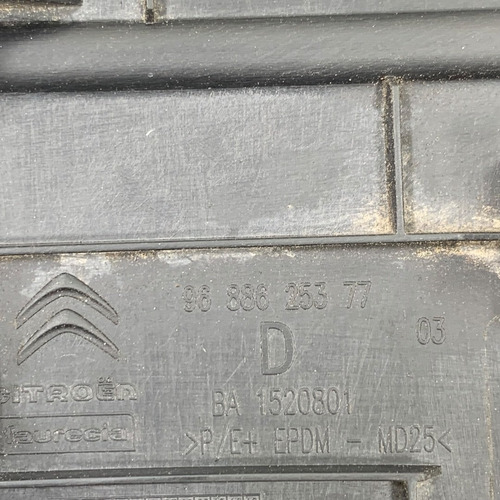 96 886 253 77
03
D
CITROËN
BA 1520801
faurecia
>P/E+ EPDM - MD25<